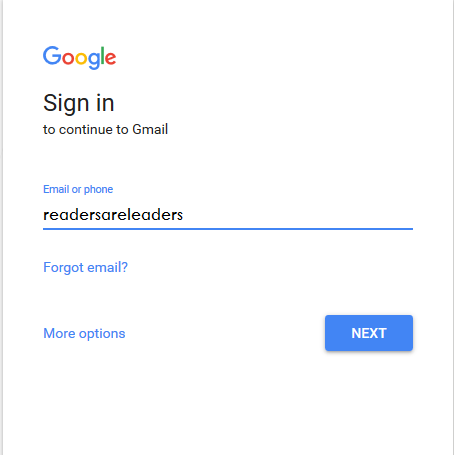 Google
Sign in
to continue to Gmail
Email or phone
readersareleaders
Forgot email?
More options
NEXT